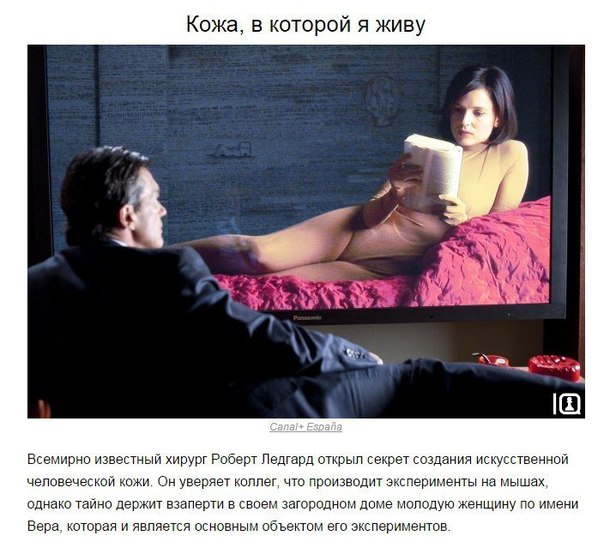 Кожа, в которой я живу
Panasonic
Canal+ España
Всемирно известный хирург Роберт Ледгард открыл секрет создания искусственной
человеческой кожи. Он уверяет коллег, что производит эксперименты на мышах,
однако тайно держит взаперти в своем загородном доме молодую женщину по имени
Вера, которая и является основным объектом его экспериментов.